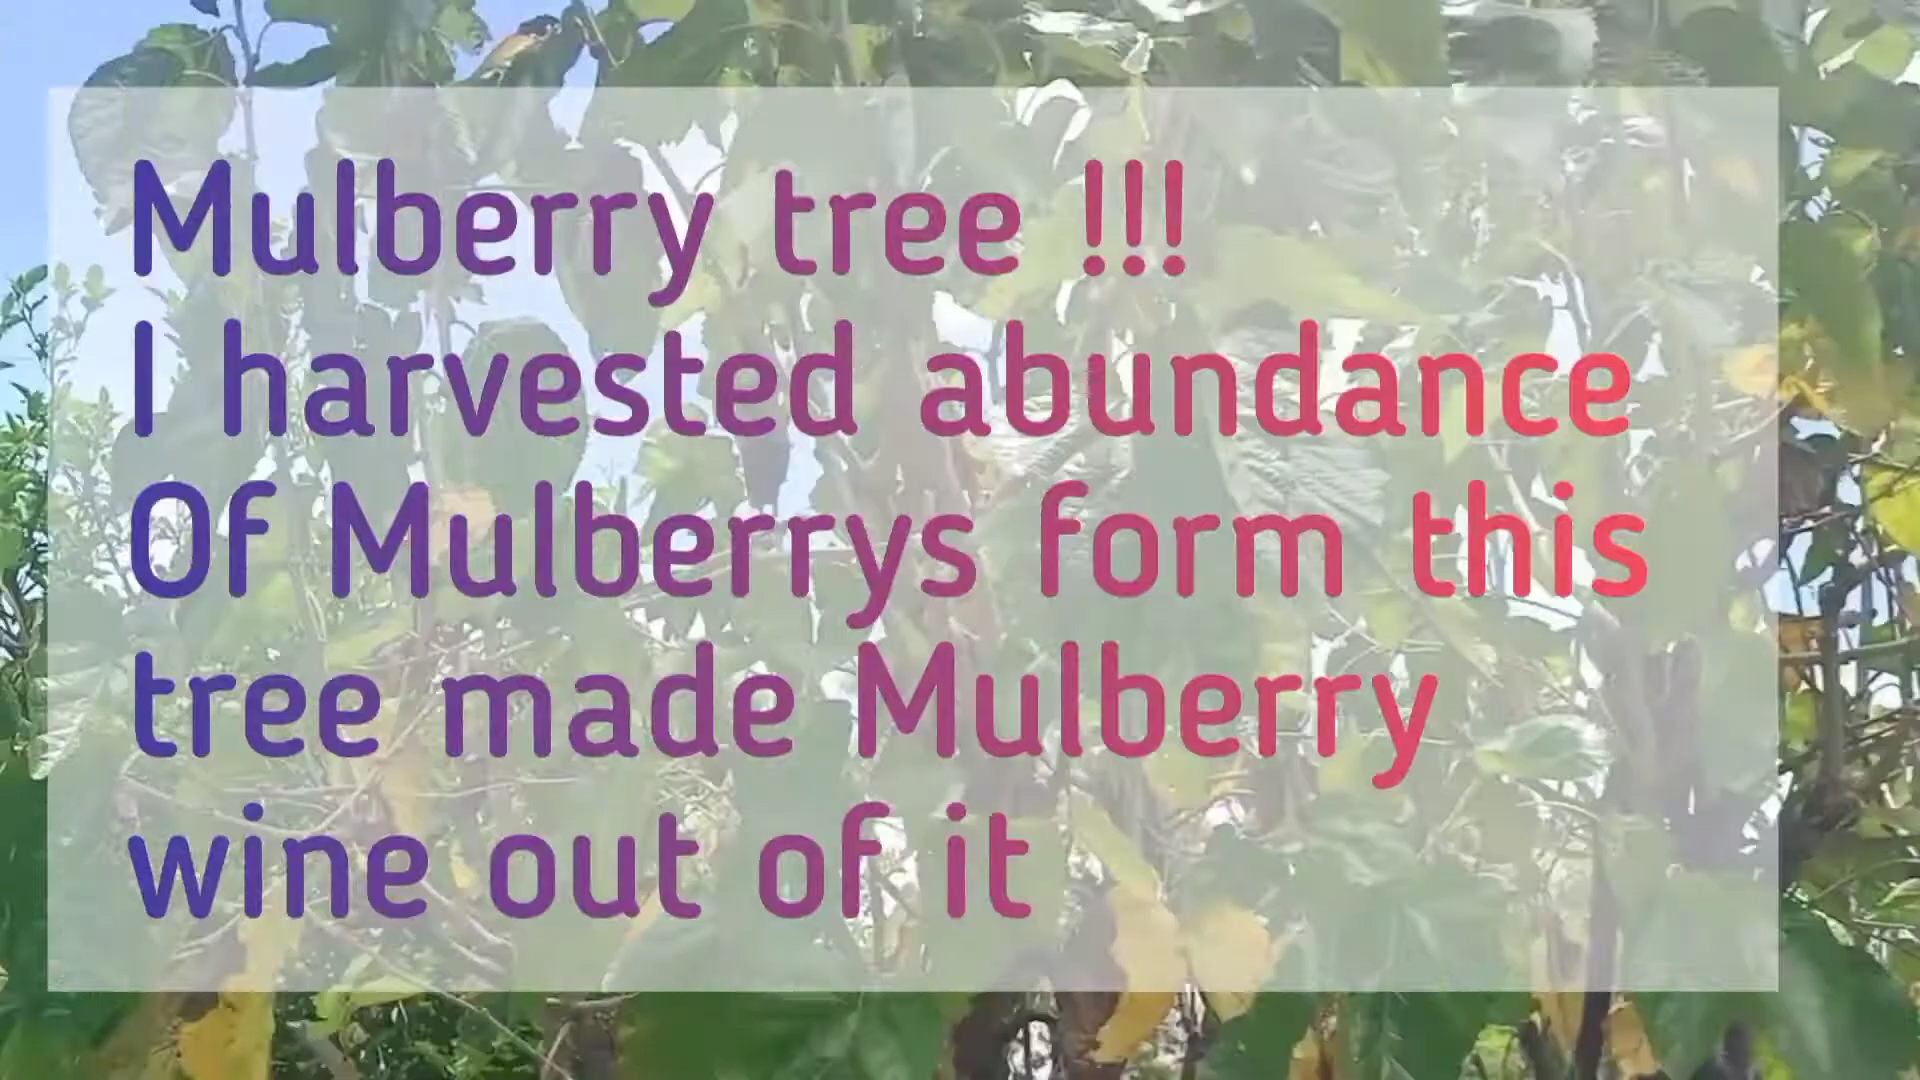 Mulberry tree !!!
I harvested abundance
Of Mulberrys form this
tree made Mulberry
wine out of it